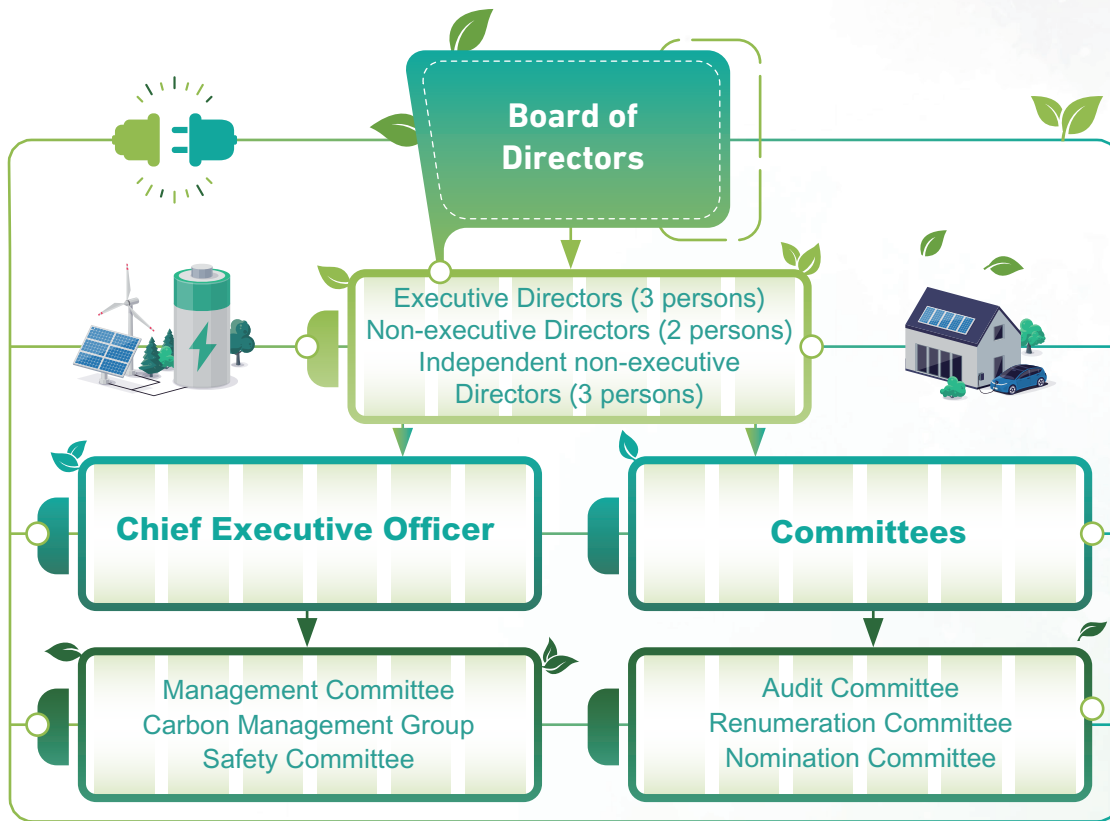 Board of
Directors
Executive Directors (3 persons)
Non-executive Directors (2 persons)
Independent non-executive
Directors (3 persons)
Chief Executive Officer
Committees
Management Committee
Carbon Management Group
Safety Committee
Audit Committee
Renumeration Committee
Nomination Committee